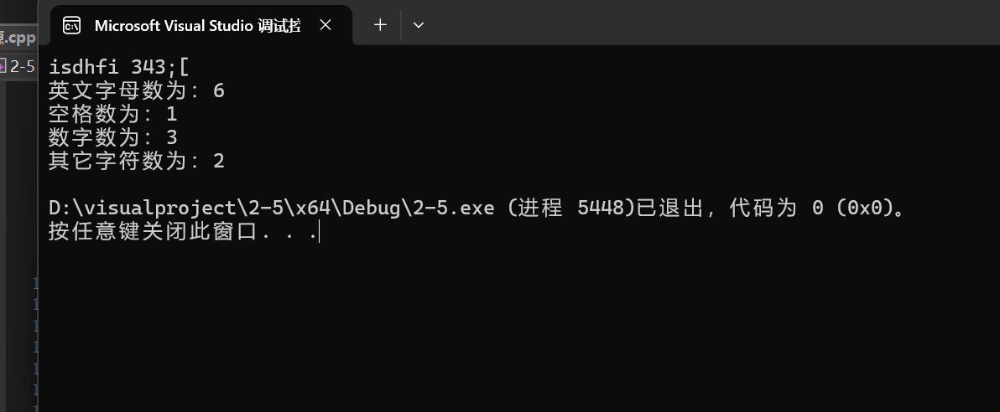 Microsoft Visual Studio 调试控
.cpp
2-5
isdhfi 343;[
英文字母数为: 6
空格数为: 1
数字数为: 3
其它字符数为: 2
D:\visualproject\2-5\x64\Debug\2-5.exe (进程 5448)已退出，代码为 0 (0x0)。
按任意键关闭此窗口. . .